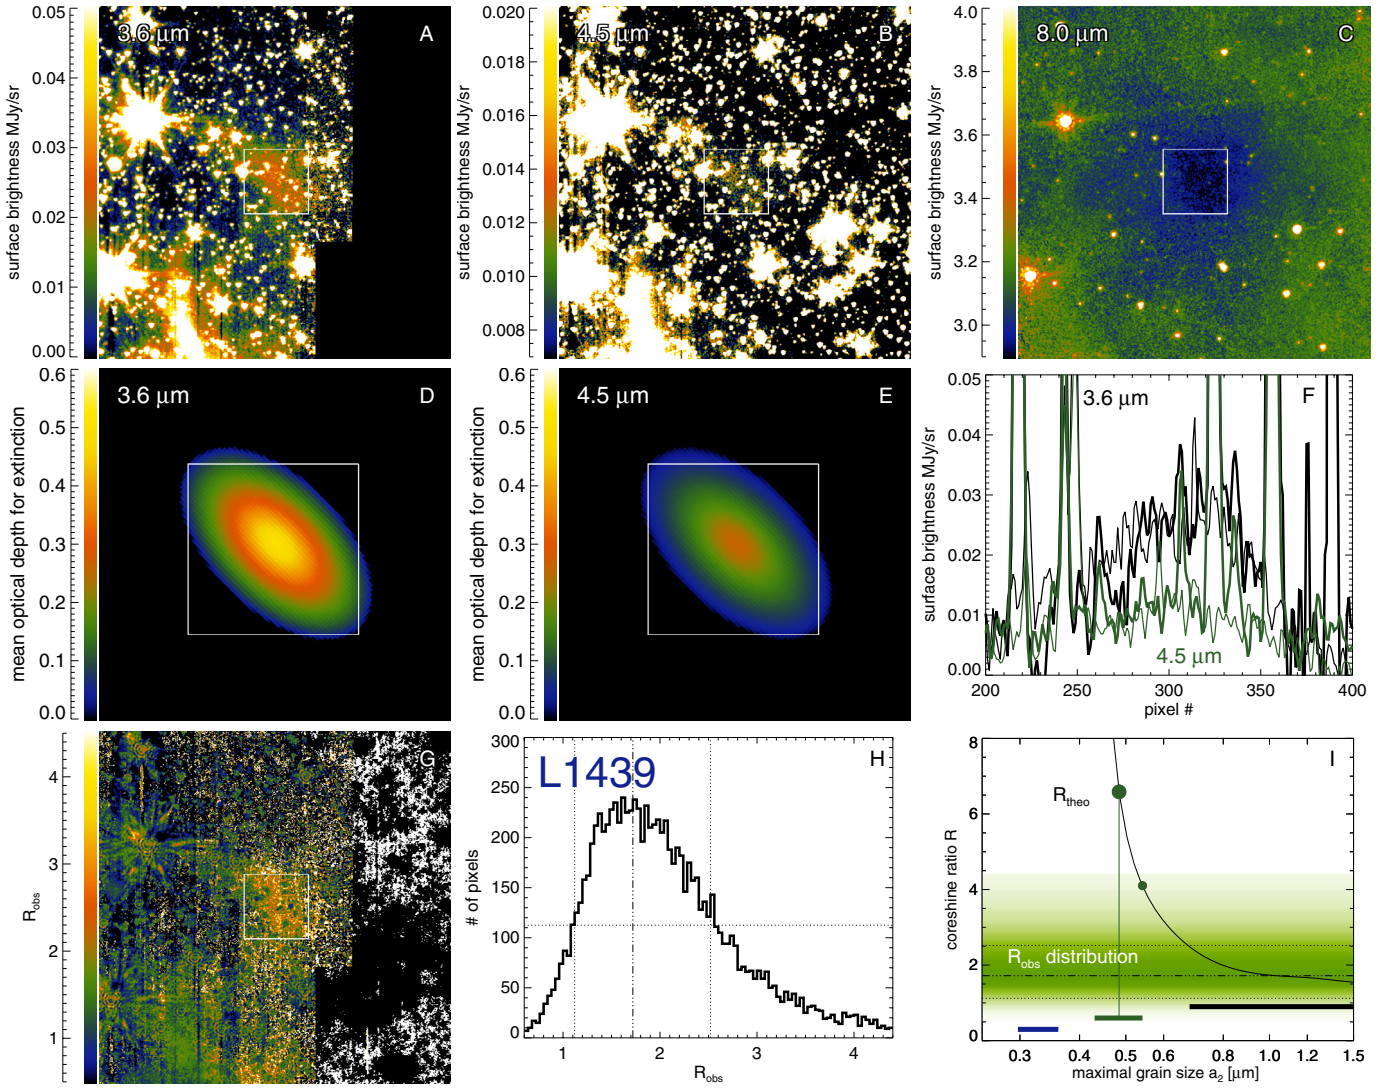 3.6 μm
A
surface brightness MJy/sr
0.05
0.04
0.03
0.02
0.01
0.00
4.5 μm
B
surface brightness MJy/sr
0.020
0.018
0.016
0.014
0.012
0.010
0.008
8.0 μm
C
surface brightness MJy/sr
4.0
3.8
3.6
3.4
3.2
3.0
3.6 μm
D
mean optical depth for extinction
0.6
0.5
0.4
0.3
0.2
0.1
0.0
4.5 μm
E
mean optical depth for extinction
0.6
0.5
0.4
0.3
0.2
0.1
0.0
3.6 μm
F
4.5 μm
surface brightness MJy/sr
0.05
0.04
0.03
0.02
0.01
0.00
200 250 300 350 400
pixel #
G
Robs
4
3
2
1
L1439
H
# of pixels
300
250
200
150
100
50
0
1 2 3 4
Robs
I
Rtheo
Robs distribution
coreshine ratio R
8
6
4
2
0
0.3 0.4 0.5 0.6 0.8 1.0 1.2 1.5
maximal grain size a2 [μm]